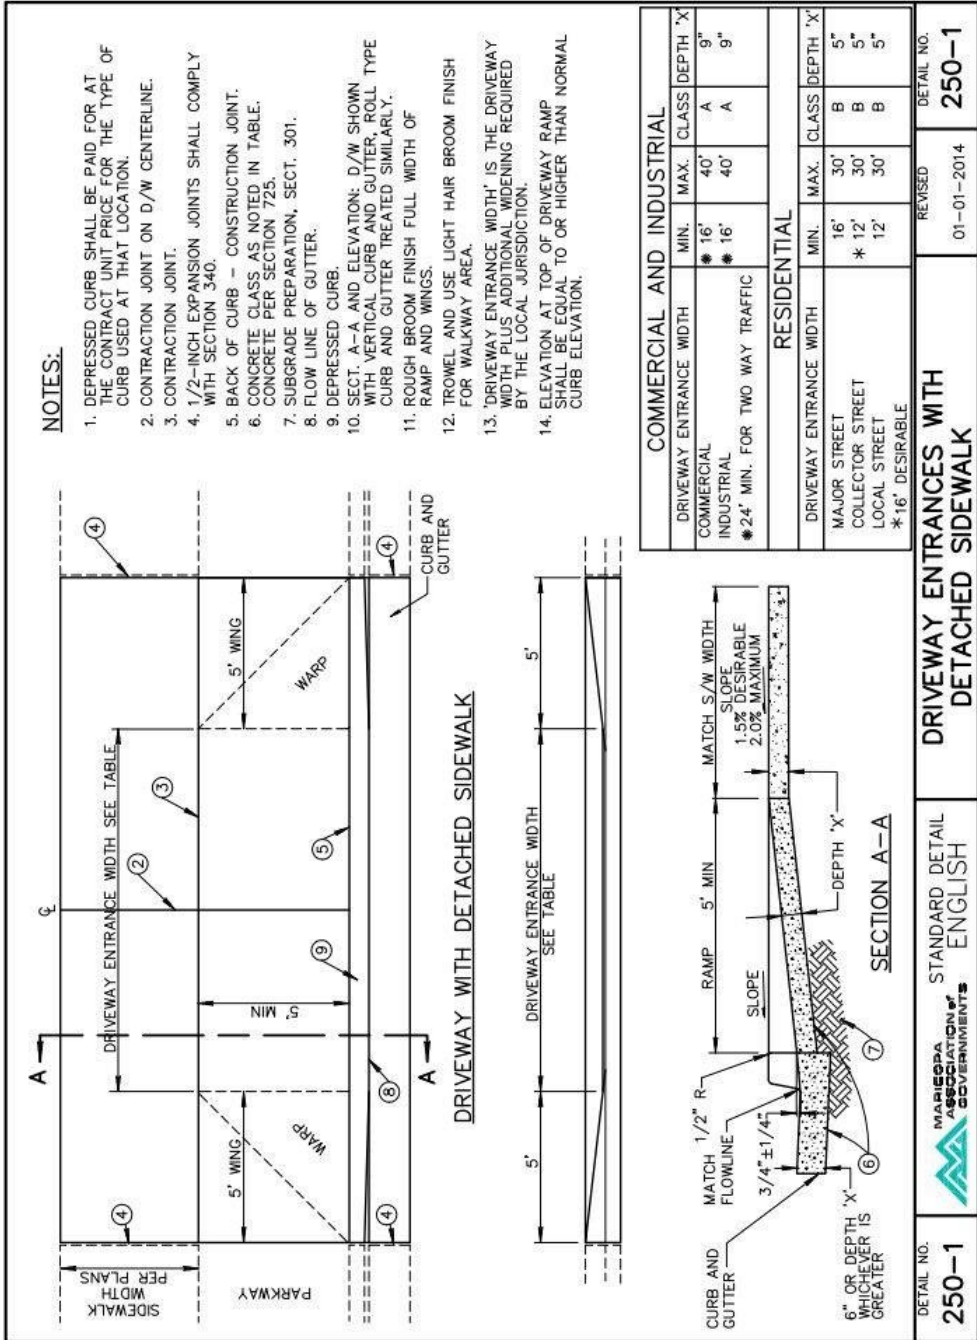 NOTES:
1. DEPRESSED CURB SHALL BE PAID FOR AT
THE CONTRACT UNIT PRICE FOR THE TYPE OF
CURB USED AT THAT LOCATION.
2. CONTRACTION JOINT ON D/W CENTERLINE.
3. CONTRACTION JOINT.
4. 1/2-INCH EXPANSION JOINTS SHALL COMPLY
WITH SECTION 340.
5. BACK OF CURB – CONSTRUCTION JOINT.
6. CONCRETE CLASS AS NOTED IN TABLE.
CONCRETE PER SECTION 725.
7. SUBGRADE PREPARATION, SECT. 301.
8. FLOW LINE OF GUTTER.
9. DEPRESSED CURB.
10. SECT. A–A AND ELEVATION: D/W SHOWN
WITH VERTICAL CURB AND GUTTER, ROLL TYPE
CURB AND GUTTER TREATED SIMILARLY.
11. ROUGH BROOM FINISH FULL WIDTH OF
RAMP AND WINGS.
12. TROWEL AND USE LIGHT HAIR BROOM FINISH
FOR WALKWAY AREA.
13. 'DRIVEWAY ENTRANCE WIDTH' IS THE DRIVEWAY
WIDTH PLUS ADDITIONAL WIDENING REQUIRED
BY THE LOCAL JURISDICTION.
14. ELEVATION AT TOP OF DRIVEWAY RAMP
SHALL BE EQUAL TO OR HIGHER THAN NORMAL
CURB ELEVATION.
SIDEWALK
WIDTH
PER PLANS
PARKWAY
4
4
A
A
℄
DRIVEWAY ENTRANCE WIDTH SEE TABLE
2
3
4
5' WING
WARP
5' MIN
9
5
8
5' WING
WARP
4
CURB AND
GUTTER
DRIVEWAY WITH DETACHED SIDEWALK
5'
DRIVEWAY ENTRANCE WIDTH
SEE TABLE
5'
CURB AND
GUTTER
MATCH
FLOWLINE
1/2" R
3/4"±1/4"
6" OR DEPTH 'X'
WHICHEVER IS
GREATER
6
7
SLOPE
RAMP
5' MIN
DEPTH 'X'
MATCH S/W WIDTH
SLOPE
1.5% DESIRABLE
2.0% MAXIMUM
SECTION A–A
COMMERCIAL AND INDUSTRIAL
DRIVEWAY ENTRANCE WIDTH MIN. MAX. CLASS DEPTH 'X'
COMMERCIAL ✱ 16' 40' A 9"
INDUSTRIAL ✱ 16' 40' A 9"
✱24' MIN. FOR TWO WAY TRAFFIC
RESIDENTIAL
DRIVEWAY ENTRANCE WIDTH MIN. MAX. CLASS DEPTH 'X'
MAJOR STREET 16' 30' B 5"
COLLECTOR STREET * 12' 30' B 5"
LOCAL STREET 12' 30' B 5"
*16' DESIRABLE
DETAIL NO.
250–1
MARICOPA
ASSOCIATION of
GOVERNMENTS
STANDARD DETAIL
ENGLISH
DRIVEWAY ENTRANCES WITH
DETACHED SIDEWALK
REVISED
01–01–2014
DETAIL NO.
250–1